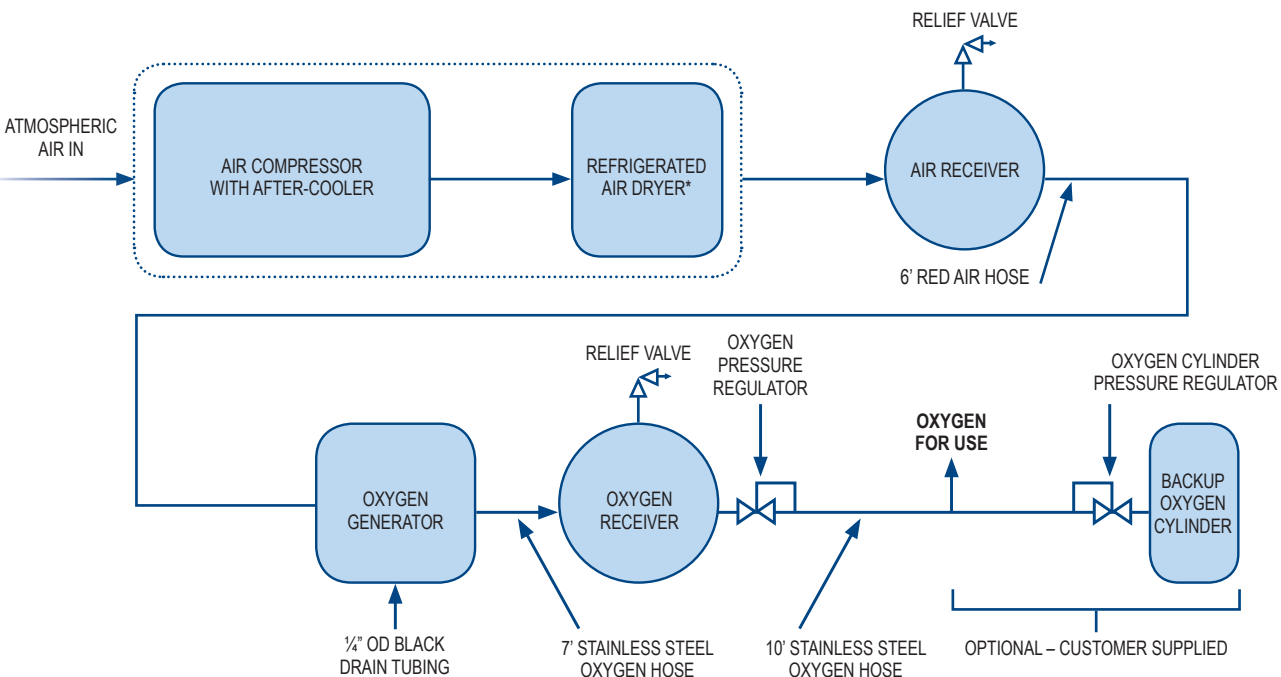 RELIEF VALVE
ATMOSPHERIC
AIR IN
AIR COMPRESSOR
WITH AFTER-COOLER
REFRIGERATED
AIR DRYER*
AIR RECEIVER
6’ RED AIR HOSE
RELIEF VALVE
OXYGEN
PRESSURE
REGULATOR
OXYGEN CYLINDER
PRESSURE REGULATOR
OXYGEN
FOR USE
OXYGEN
GENERATOR
OXYGEN
RECEIVER
BACKUP
OXYGEN
CYLINDER
¼” OD BLACK
DRAIN TUBING
7’ STAINLESS STEEL
OXYGEN HOSE
10’ STAINLESS STEEL
OXYGEN HOSE
OPTIONAL – CUSTOMER SUPPLIED